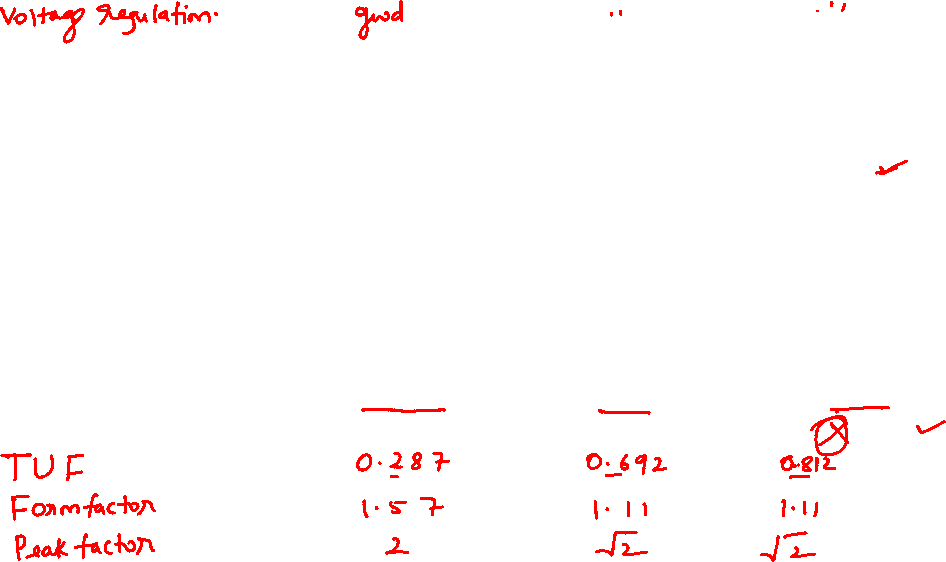 Voltage Regulation. good " "
TUF 0.287 0.692 0.812
Formfactor 1.57 1.11 1.11
Peak factor 2 √2 √2